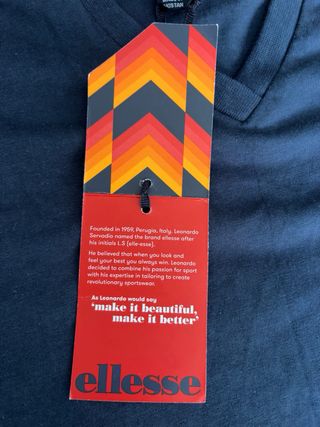 KISTAN
Founded in 1959, Perugia, Italy. Leonardo
Servadio named the brand ellesse after
his initials L.S (elle-esse).
He believed that when you look and
feel your best you always win. Leonardo
decided to combine his passion for sport
with his expertise in tailoring to create
revolutionary sportswear.
As Leonardo would say
‘make it beautiful,
make it better’
ellesse